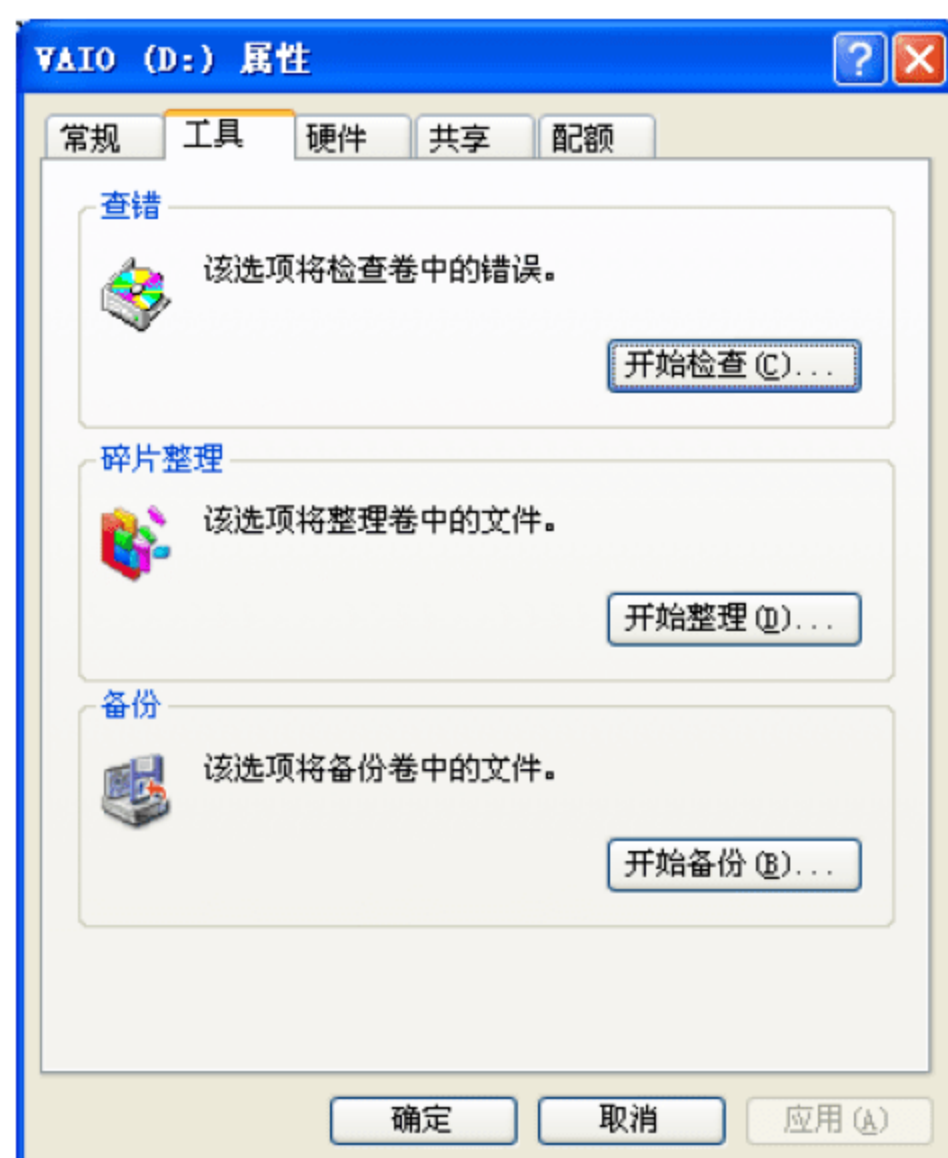 VAIO (D:) 属性
常规 工具 硬件 共享 配额
查错
该选项将检查卷中的错误。
开始检查(C)...
碎片整理
该选项将整理卷中的文件。
开始整理(D)...
备份
该选项将备份卷中的文件。
开始备份(B)...
确定 取消 应用(A)